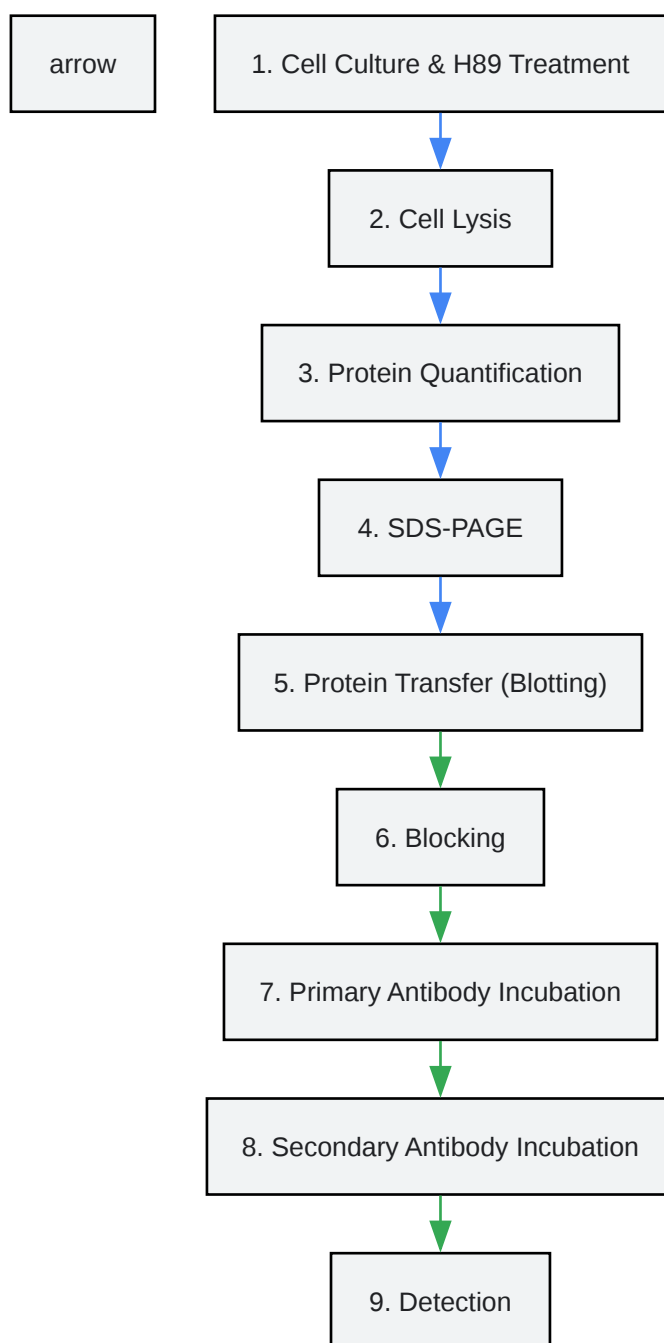 arrow
1. Cell Culture & H89 Treatment
2. Cell Lysis
3. Protein Quantification
4. SDS-PAGE
5. Protein Transfer (Blotting)
6. Blocking
7. Primary Antibody Incubation
8. Secondary Antibody Incubation
9. Detection